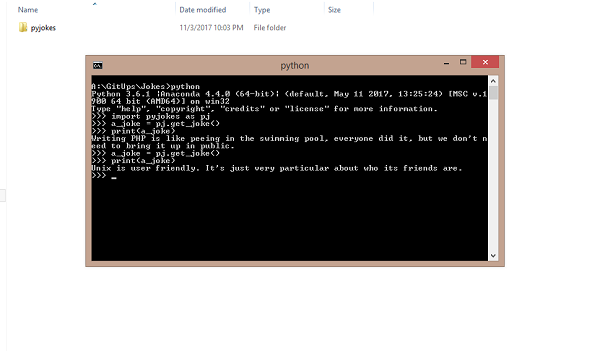 Name Date modified Type Size
pyjokes 11/3/2017 10:03 PM File folder
python
A:\GitUps\Jokes>python
Python 3.6.1 |Anaconda 4.4.0 (64-bit)| (default, May 11 2017, 13:25:24) [MSC v.1
900 64 bit (AMD64)] on win32
Type "help", "copyright", "credits" or "license" for more information.
>>> import pyjokes as pj
>>> a_joke = pj.get_joke()
>>> print(a_joke)
Writing PHP is like peeing in the swimming pool, everyone did it, but we don't n
eed to bring it up in public.
>>> a_joke = pj.get_joke()
>>> print(a_joke)
Unix is user friendly. It's just very particular about who its friends are.
>>> _